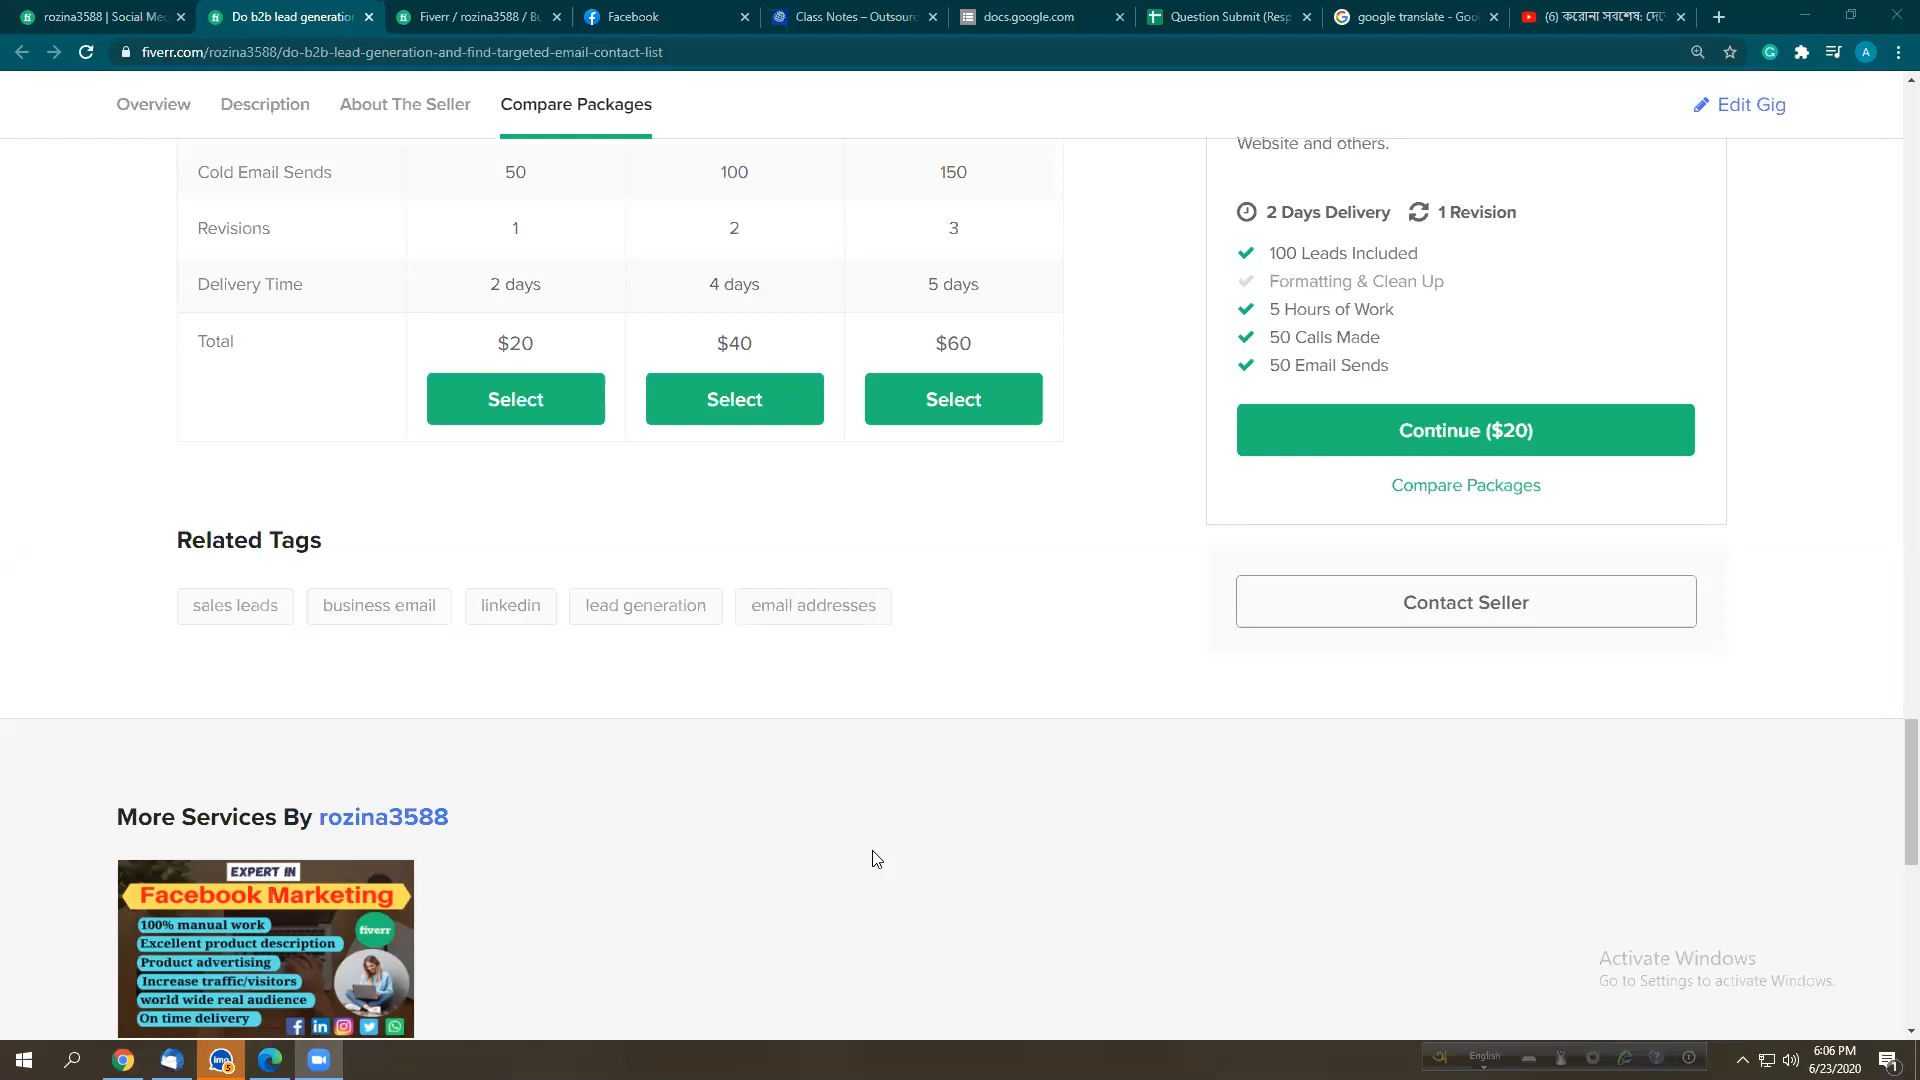 rozina3588 | Social Me
Do b2b lead generation
Fiverr / rozina3588 / Bu
Facebook
Class Notes – Outsourc
docs.google.com
Question Submit (Resp
google translate - Goo
(6) করোনা সবশেষ: দে
fiverr.com/rozina3588/do-b2b-lead-generation-and-find-targeted-email-contact-list
A
Overview Description About The Seller Compare Packages
Edit Gig
Website and others.
Cold Email Sends 50 100 150
Revisions 1 2 3
Delivery Time 2 days 4 days 5 days
Total $20 $40 $60
Select Select Select
2 Days Delivery 1 Revision
100 Leads Included
Formatting & Clean Up
5 Hours of Work
50 Calls Made
50 Email Sends
Continue ($20)
Compare Packages
Contact Seller
Related Tags
sales leads business email linkedin lead generation email addresses
More Services By rozina3588
EXPERT IN
Facebook Marketing
100% manual work
fiverr
Excellent product description
Product advertising
Increase traffic/visitors
world wide real audience
On time delivery
Activate Windows
Go to Settings to activate Windows.
English
6:06 PM
6/23/2020